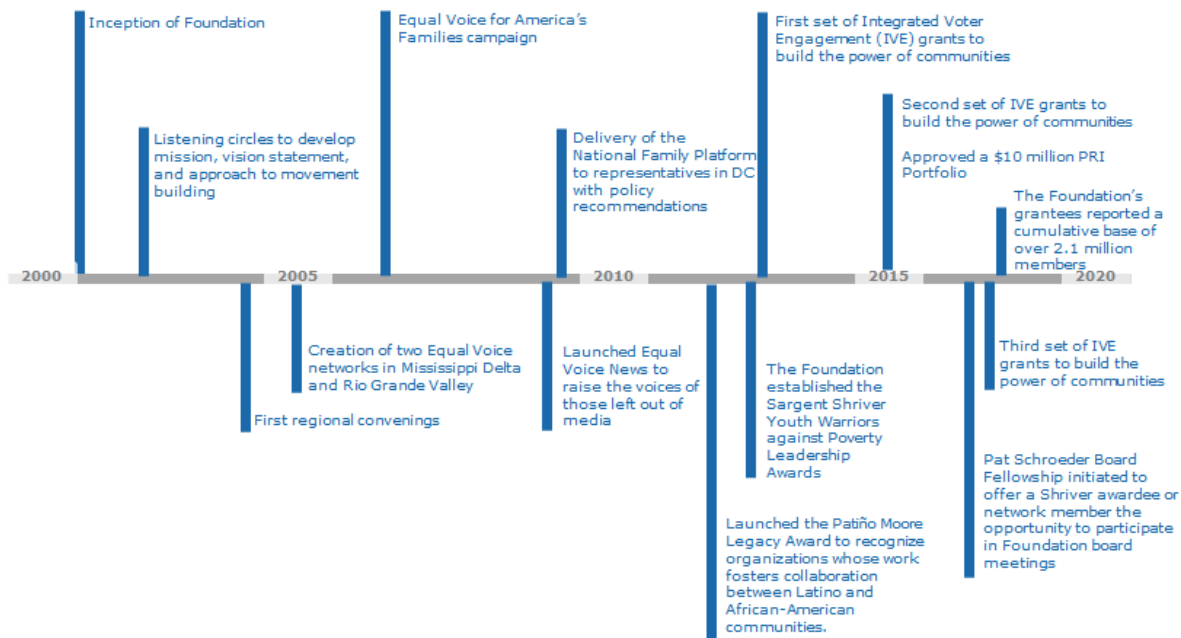 Inception of Foundation
Equal Voice for America's
Families campaign
First set of Integrated Voter
Engagement (IVE) grants to
build the power of communities
Listening circles to develop
mission, vision statement,
and approach to movement
building
Delivery of the
National Family Platform
to representatives in DC
with policy
recommendations
Second set of IVE grants to
build the power of communities
Approved a $10 million PRI
Portfolio
The Foundation's
grantees reported a
cumulative base of
over 2.1 million
members
2000
2005
2010
2015
2020
Creation of two Equal Voice
networks in Mississippi Delta
and Rio Grande Valley
First regional convenings
Launched Equal
Voice News to
raise the voices of
those left out of
media
The Foundation
established the
Sargent Shriver
Youth Warriors
against Poverty
Leadership
Awards
Third set of IVE
grants to build the
power of communities
Launched the Patiño Moore
Legacy Award to recognize
organizations whose work
fosters collaboration
between Latino and
African-American
communities.
Pat Schroeder Board
Fellowship initiated to
offer a Shriver awardee or
network member the
opportunity to participate
in Foundation board
meetings